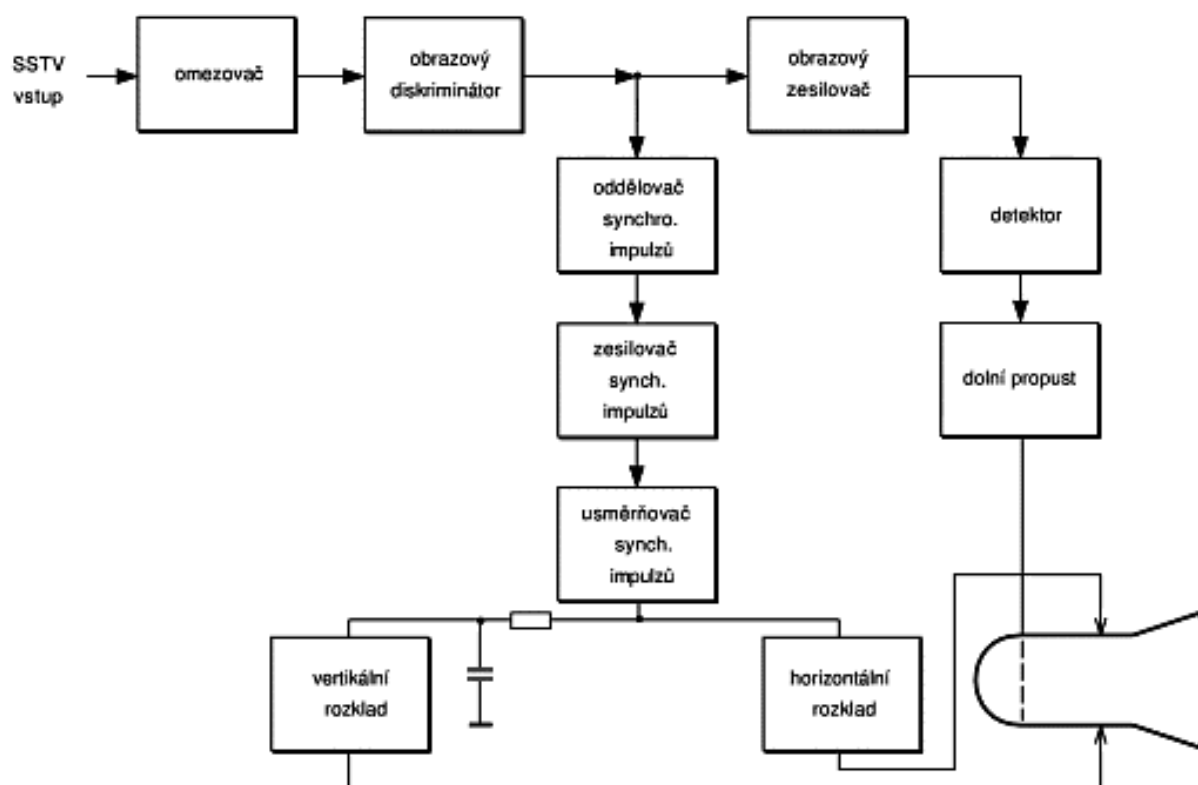 SSTV
vstup
omezovač
obrazový
diskriminátor
obrazový
zesilovač
oddělovač
synchro.
impulzů
detektor
zesilovač
synch.
impulzů
dolní propust
usměrňovač
synch.
impulzů
vertikální
rozklad
horizontální
rozklad